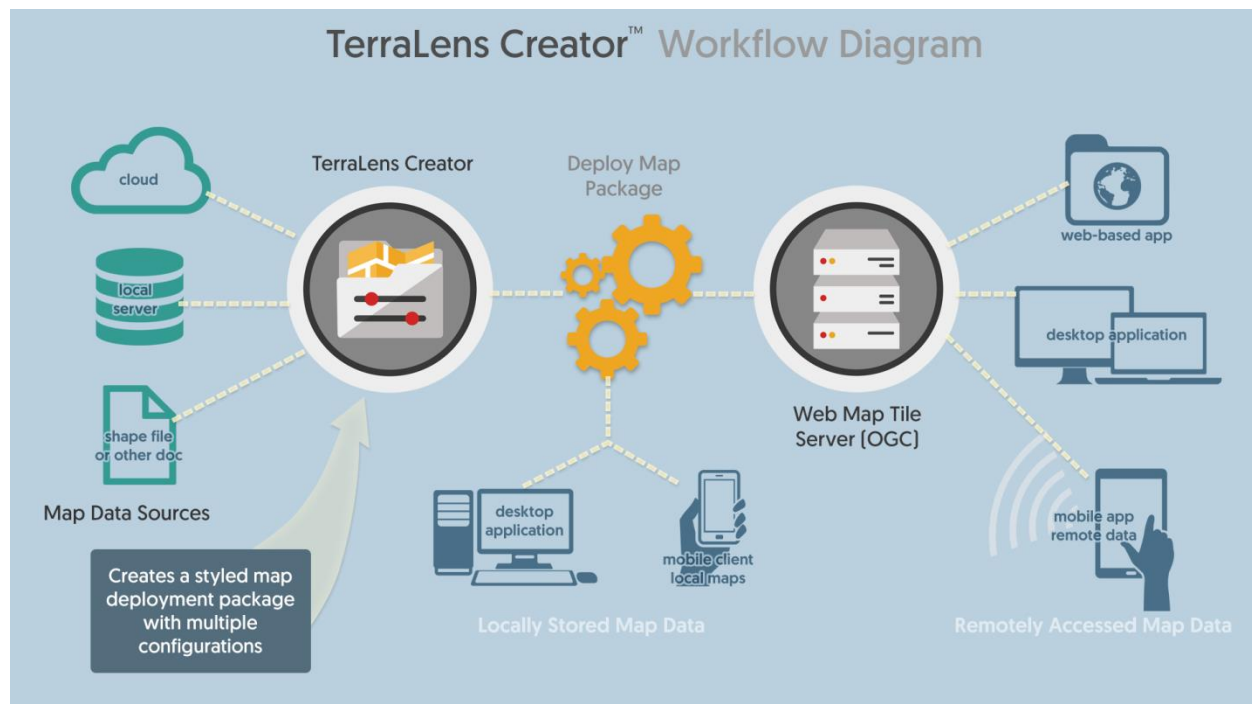 TerraLens Creator™ Workflow Diagram
cloud
local
server
shape file
or other doc
Map Data Sources
Creates a styled map
deployment package
with multiple
configurations
TerraLens Creator
Deploy Map
Package
desktop
application
mobile client
local maps
Locally Stored Map Data
Web Map Tile
Server (OGC)
web-based app
desktop application
mobile app
remote data
Remotely Accessed Map Data